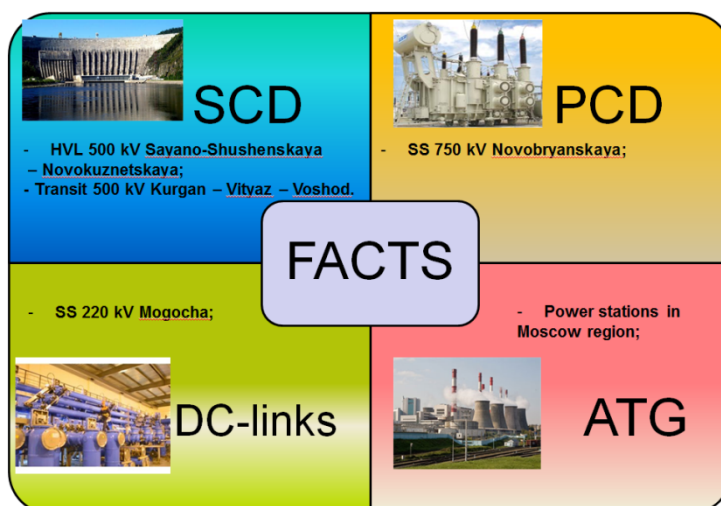 SCD
- HVL 500 kV Sayano-Shushenskaya
– Novokuznetskaya;
- Transit 500 kV Kurgan – Vityaz – Voshod.
PCD
- SS 750 kV Novobryanskaya;
FACTS
- SS 220 kV Mogocha;
DC-links
- Power stations in
Moscow region;
ATG